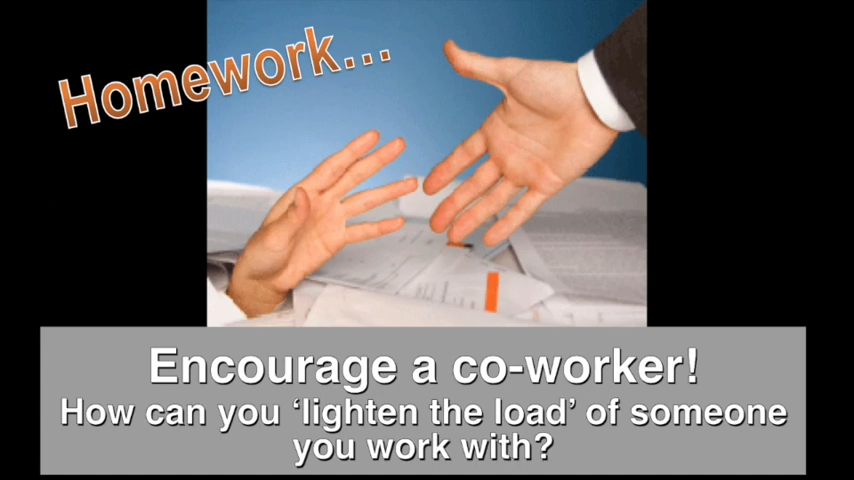 Homework...
Encourage a co-worker!
How can you ‘lighten the load’ of someone
you work with?